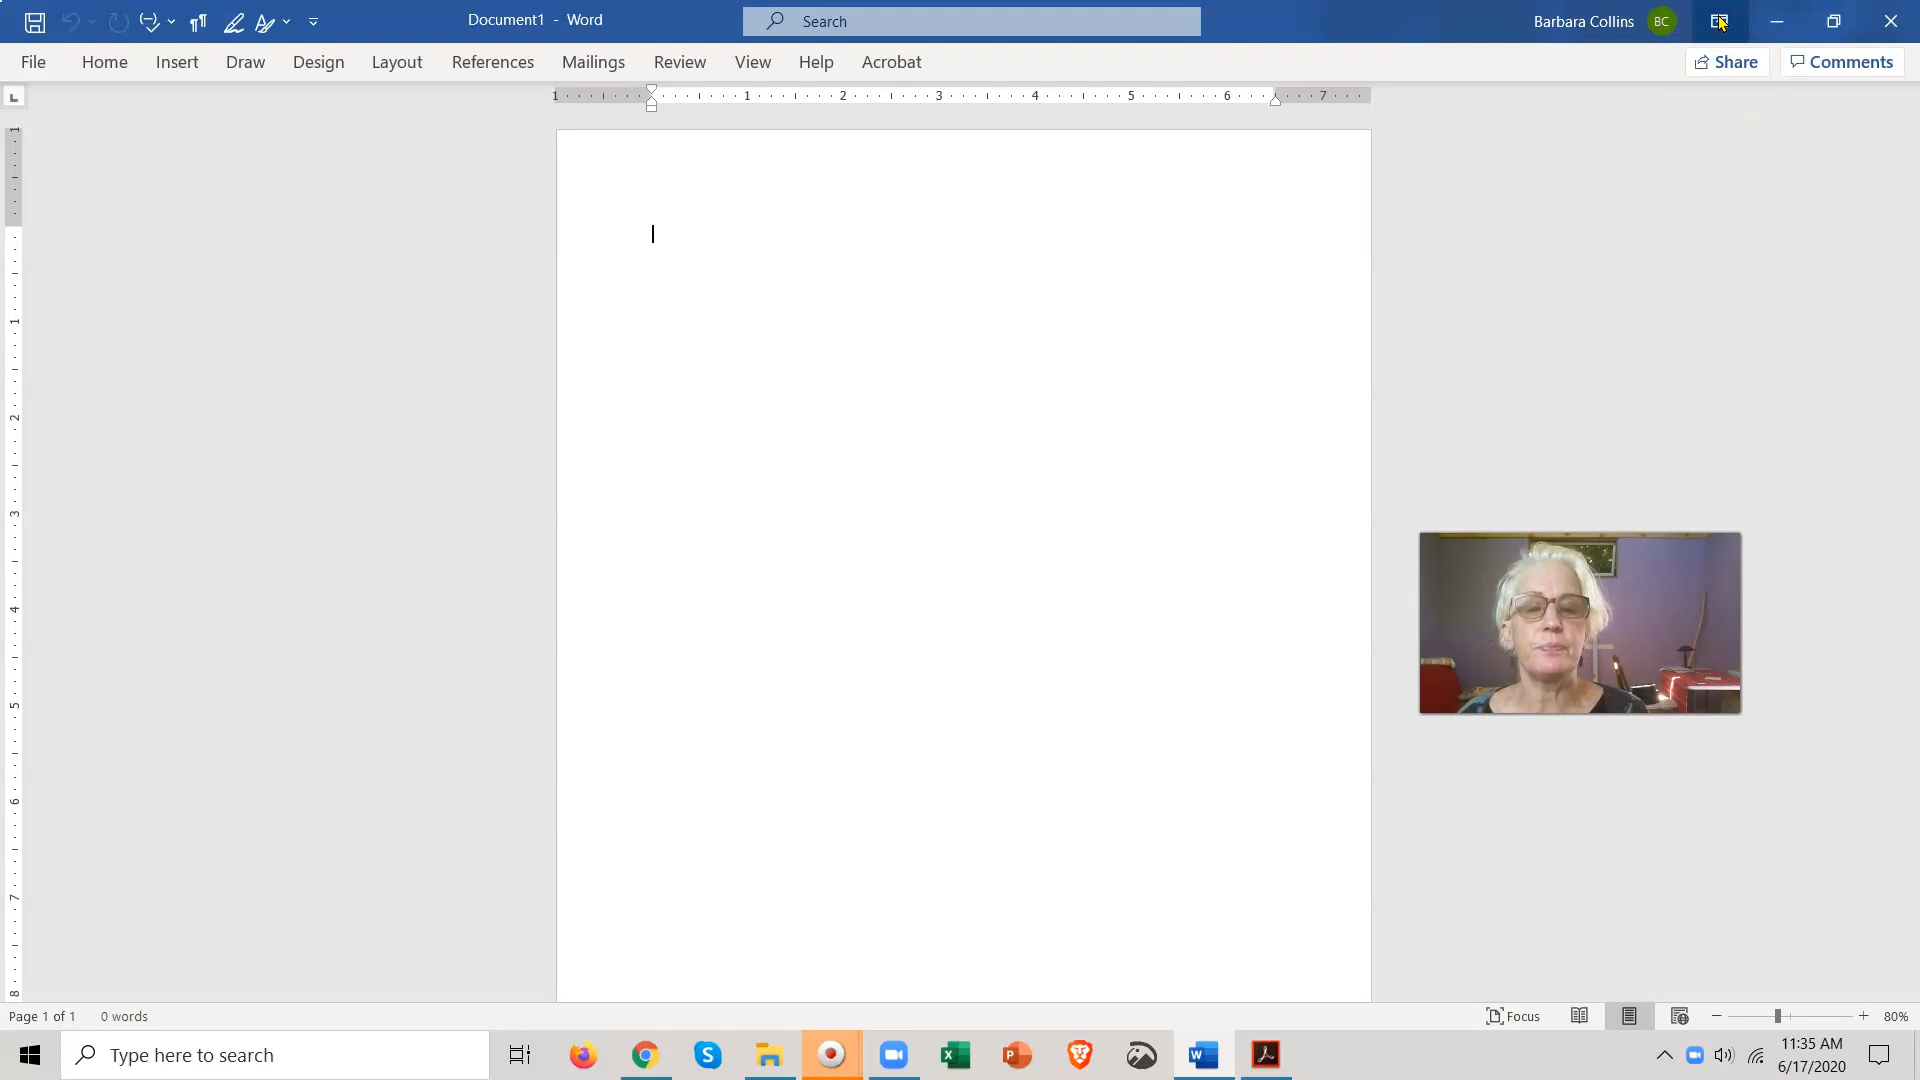 Document1 - Word
Search
Barbara Collins
BC
File
Home
Insert
Draw
Design
Layout
References
Mailings
Review
View
Help
Acrobat
Share
Comments
1 1 2 3 4 5 6 7
1
1
2
3
4
5
6
7
8
Page 1 of 1
0 words
Focus
80%
Type here to search
11:35 AM
6/17/2020